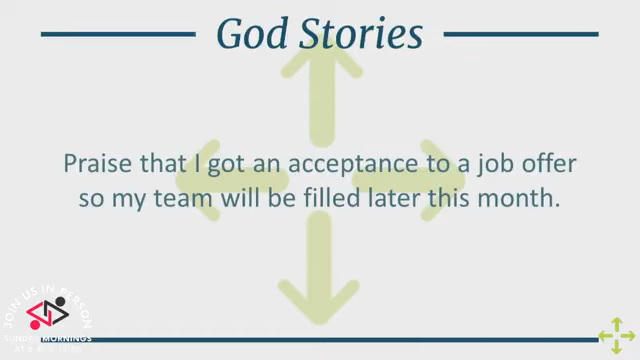 God Stories
Praise that I got an acceptance to a job offer
so my team will be filled later this month.
JOIN US IN PERSON
SUNDAY MORNINGS